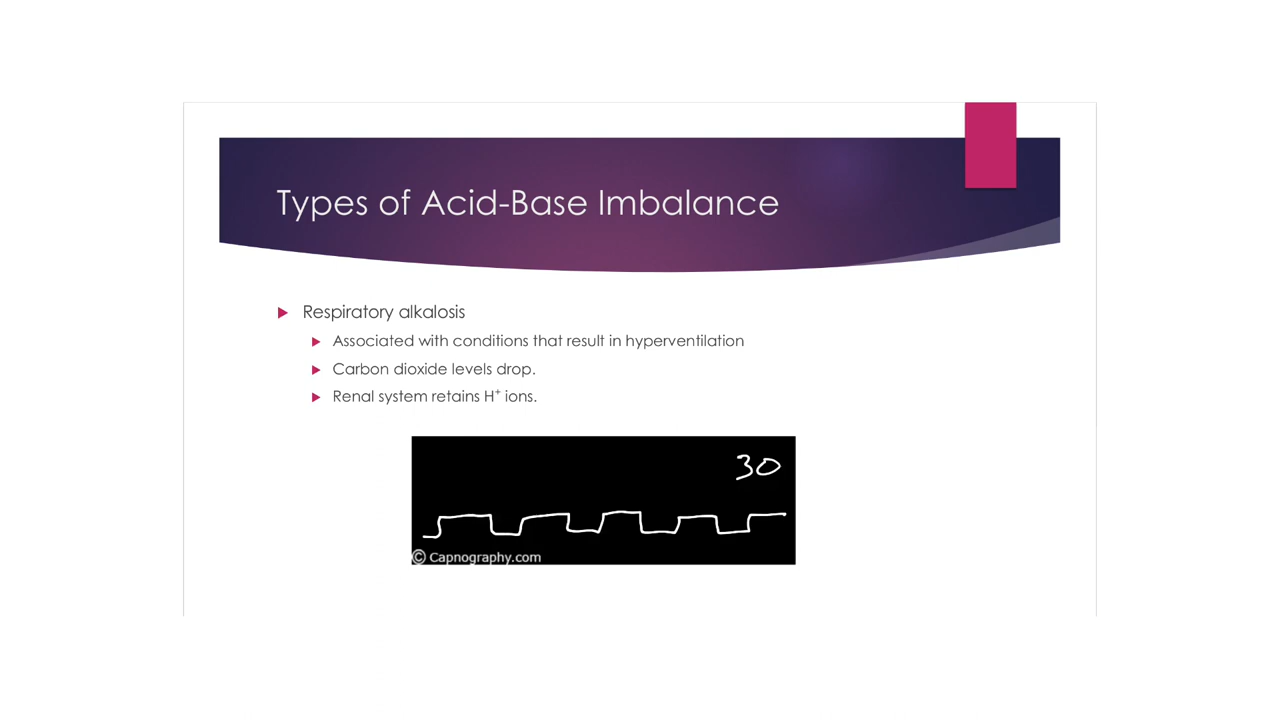 Types of Acid-Base Imbalance
Respiratory alkalosis
Associated with conditions that result in hyperventilation
Carbon dioxide levels drop.
Renal system retains H⁺ ions.
30
© Capnography.com